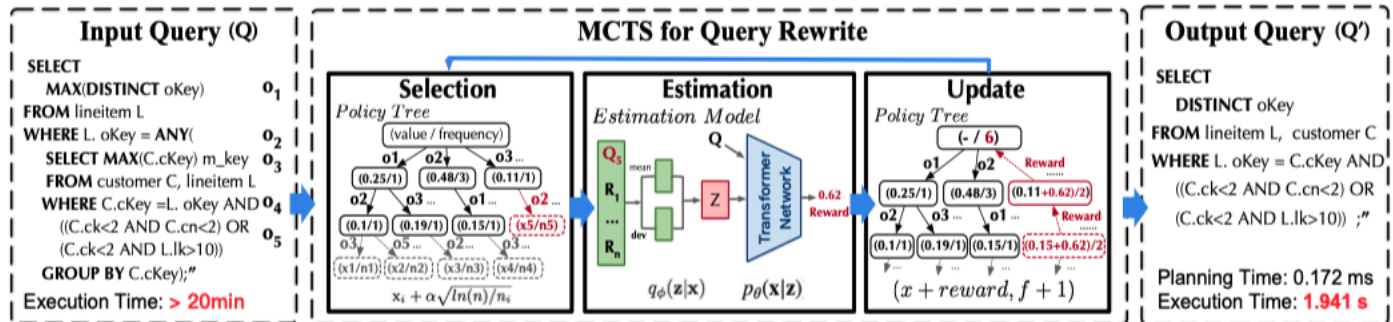 Input Query (Q)
SELECT
MAX(DISTINCT oKey) o1
FROM lineitem L
WHERE L. oKey = ANY( o2
SELECT MAX(C.cKey) m_key o3
FROM customer C, lineitem L
WHERE C.cKey =L. oKey AND o4
((C.ck<2 AND C.cn<2) OR
(C.ck<2 AND L.lk>10)) o5
GROUP BY C.cKey);”
Execution Time: > 20min
MCTS for Query Rewrite
Selection
Policy Tree
(value / frequency)
o1 o2 o3 ...
(0.25/1) (0.48/3) (0.11/1)
o2 o3 ... o1 ... o2 ...
(0.1/1) (0.19/1) (0.15/1) (x5/n5)
o3 ... o5 ... o2 ... o3 ...
(x1/n1) (x2/n2) (x3/n3) (x4/n4)
xi + α√ln(n)/ni
Estimation
Estimation Model
Q5
R1
...
Rn
mean
dev
Z
Q
Transformer
Network
0.62
Reward
qϕ(z|x) pθ(x|z)
Update
Policy Tree
(- / 6)
o1 o2 Reward
......
(0.25/1) (0.48/3) (0.11+0.62)/2)
o2 o3 ... o1 ... Reward
......
(0.1/1) (0.19/1) (0.15/1) (0.15+0.62)/2)
... ... ... ...
(x + reward, f + 1)
Output Query (Q’)
SELECT
DISTINCT oKey
FROM lineitem L, customer C
WHERE L. oKey = C.cKey AND
((C.ck<2 AND C.cn<2) OR
(C.ck<2 AND L.lk>10)) ;”
Planning Time: 0.172 ms
Execution Time: 1.941 s